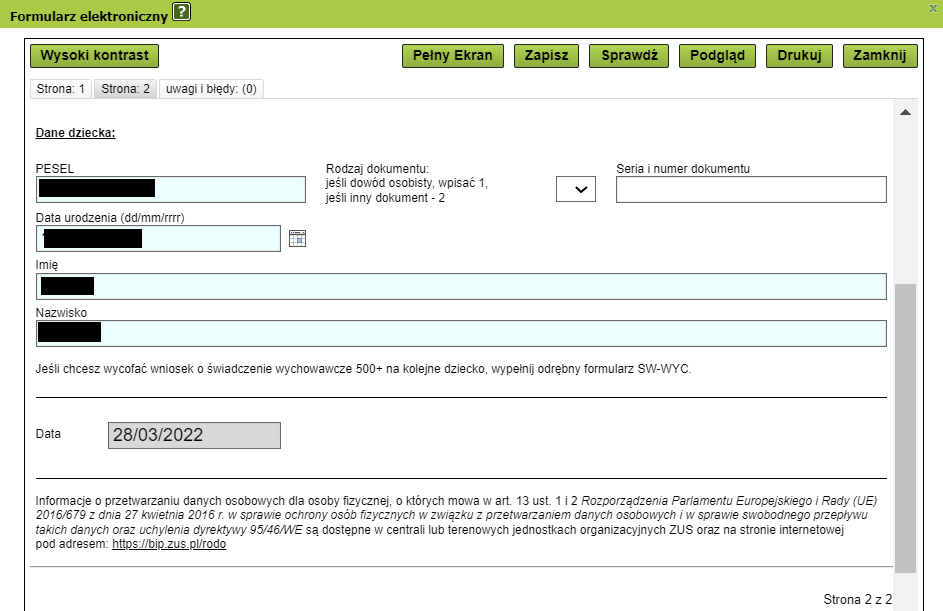 Formularz elektroniczny ?
x
Wysoki kontrast Pełny Ekran Zapisz Sprawdź Podgląd Drukuj Zamknij
Strona: 1 Strona: 2 uwagi i błędy: (0)
Dane dziecka:
PESEL
Rodzaj dokumentu:
jeśli dowód osobisty, wpisać 1,
jeśli inny dokument - 2
Seria i numer dokumentu
Data urodzenia (dd/mm/rrrr)
Imię
Nazwisko
Jeśli chcesz wycofać wniosek o świadczenie wychowawcze 500+ na kolejne dziecko, wypełnij odrębny formularz SW-WYC.
Data 28/03/2022
Informacje o przetwarzaniu danych osobowych dla osoby fizycznej, o których mowa w art. 13 ust. 1 i 2 Rozporządzenia Parlamentu Europejskiego i Rady (UE)
2016/679 z dnia 27 kwietnia 2016 r. w sprawie ochrony osób fizycznych w związku z przetwarzaniem danych osobowych i w sprawie swobodnego przepływu
takich danych oraz uchylenia dyrektywy 95/46/WE są dostępne w centrali lub terenowych jednostkach organizacyjnych ZUS oraz na stronie internetowej
pod adresem: https://bip.zus.pl/rodo
Strona 2 z 2